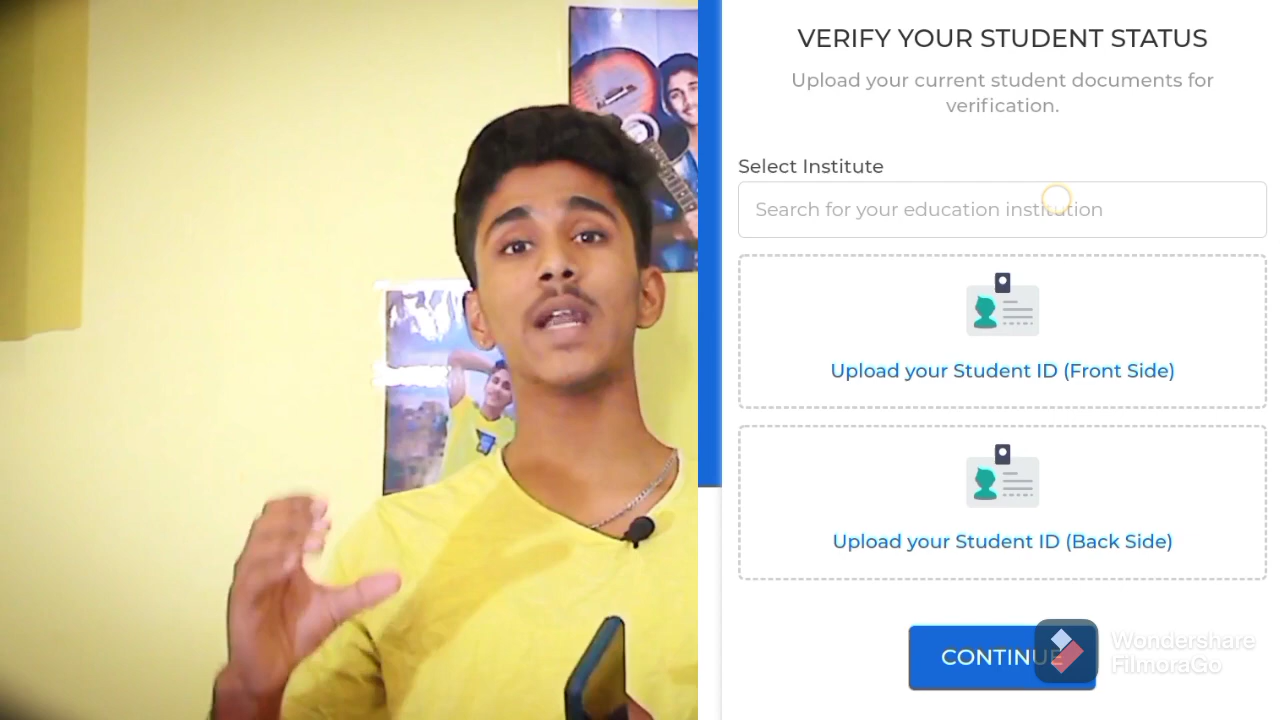 VERIFY YOUR STUDENT STATUS
Upload your current student documents for
verification.
Select Institute
Search for your education institution
Upload your Student ID (Front Side)
Upload your Student ID (Back Side)
CONTINUE
Wondershare
FilmoraGo